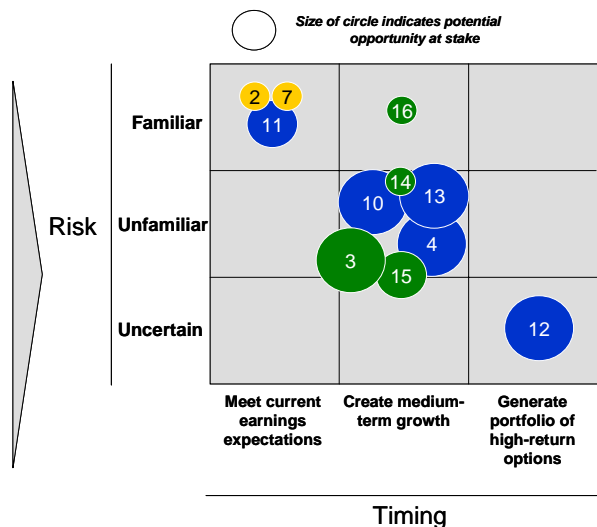 Size of circle indicates potential
opportunity at stake
Familiar
2
7
11
16
Risk
Unfamiliar
14
10
13
3
4
15
Uncertain
12
Meet current
earnings
expectations
Create medium-
term growth
Generate
portfolio of
high-return
options
Timing